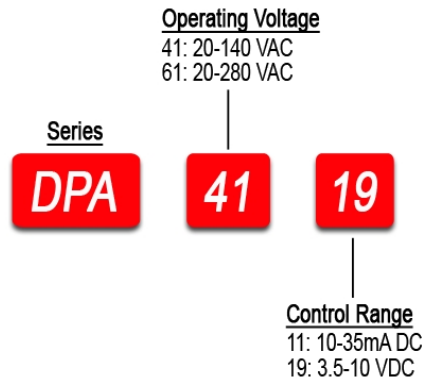 Operating Voltage
41: 20-140 VAC
61: 20-280 VAC
Series
DPA 41 19
Control Range
11: 10-35mA DC
19: 3.5-10 VDC